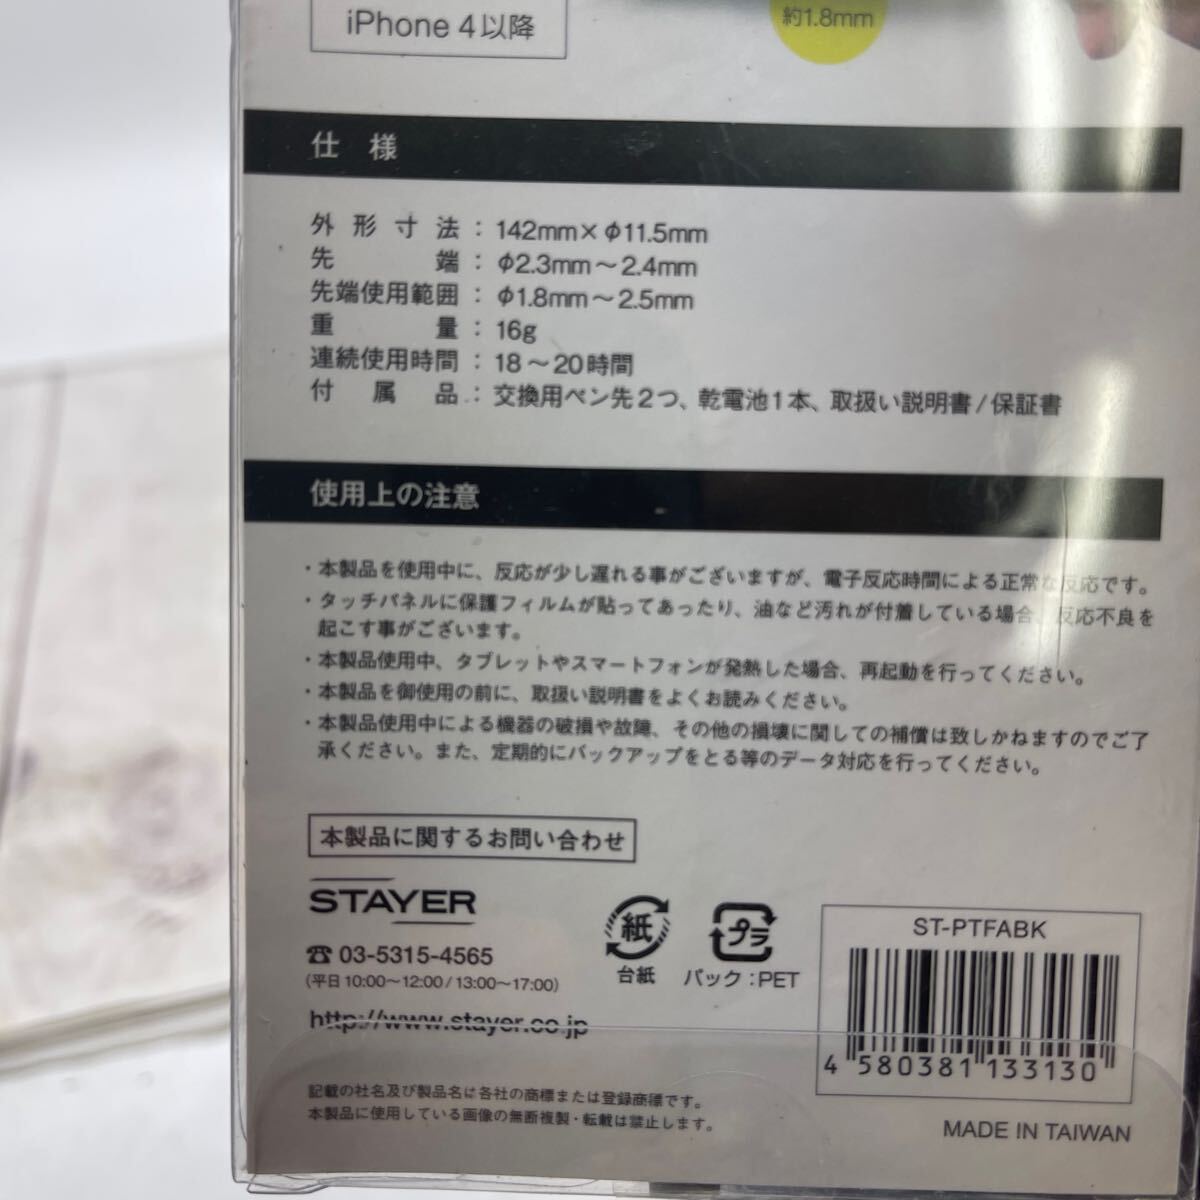 iPhone 4以降
約1.8mm
仕 様
外形寸法：142mm×φ11.5mm
先端：φ2.3mm～2.4mm
先端使用範囲：φ1.8mm～2.5mm
重量：16g
連続使用時間：18～20時間
付属品：交換用ペン先2つ、乾電池1本、取扱い説明書/保証書
使用上の注意
・本製品を使用中に、反応が少し遅れる事がございますが、電子反応時間による正常な反応です。
・タッチパネルに保護フィルムが貼ってあったり、油など汚れが付着している場合、反応不良を
起こす事がございます。
・本製品使用中、タブレットやスマートフォンが発熱した場合、再起動を行ってください。
・本製品を御使用の前に、取扱い説明書をよくお読みください。
・本製品使用中による機器の破損や故障、その他の損壊に関しての補償は致しかねますのでご了
承ください。また、定期的にバックアップをとる等のデータ対応を行ってください。
本製品に関するお問い合わせ
STAYER
☎ 03-5315-4565
(平日10:00～12:00/13:00～17:00)
http://www.stayer.co.jp
紙
台紙
プラ
パック：PET
ST-PTFABK
4 580381 133130
記載の社名及び製品名は各社の商標または登録商標です。
本製品に使用している画像の無断複製・転載は禁止します。
MADE IN TAIWAN